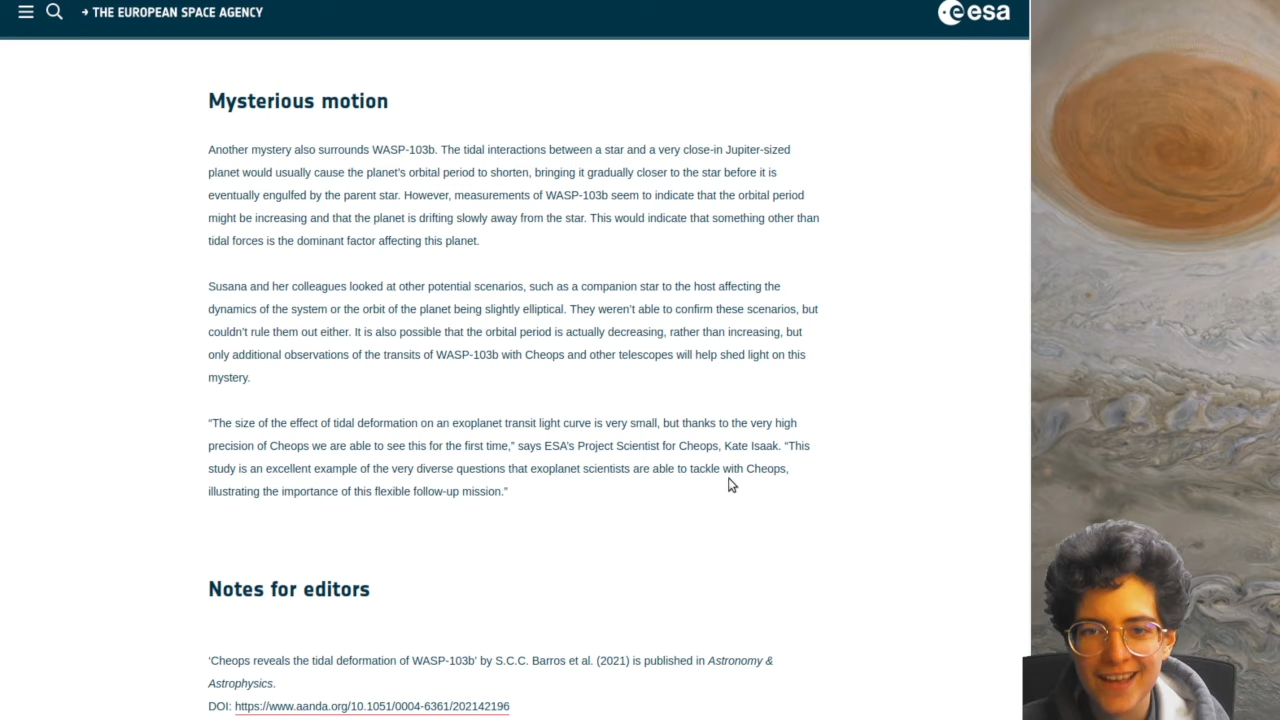 → THE EUROPEAN SPACE AGENCY
esa
Mysterious motion
Another mystery also surrounds WASP-103b. The tidal interactions between a star and a very close-in Jupiter-sized
planet would usually cause the planet’s orbital period to shorten, bringing it gradually closer to the star before it is
eventually engulfed by the parent star. However, measurements of WASP-103b seem to indicate that the orbital period
might be increasing and that the planet is drifting slowly away from the star. This would indicate that something other than
tidal forces is the dominant factor affecting this planet.
Susana and her colleagues looked at other potential scenarios, such as a companion star to the host affecting the
dynamics of the system or the orbit of the planet being slightly elliptical. They weren’t able to confirm these scenarios, but
couldn’t rule them out either. It is also possible that the orbital period is actually decreasing, rather than increasing, but
only additional observations of the transits of WASP-103b with Cheops and other telescopes will help shed light on this
mystery.
“The size of the effect of tidal deformation on an exoplanet transit light curve is very small, but thanks to the very high
precision of Cheops we are able to see this for the first time,” says ESA’s Project Scientist for Cheops, Kate Isaak. “This
study is an excellent example of the very diverse questions that exoplanet scientists are able to tackle with Cheops,
illustrating the importance of this flexible follow-up mission.”
Notes for editors
‘Cheops reveals the tidal deformation of WASP-103b’ by S.C.C. Barros et al. (2021) is published in Astronomy &
Astrophysics.
DOI: https://www.aanda.org/10.1051/0004-6361/202142196